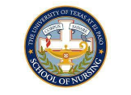 THE UNIVERSITY OF TEXAS AT EL PASO
SCHOOL OF NURSING